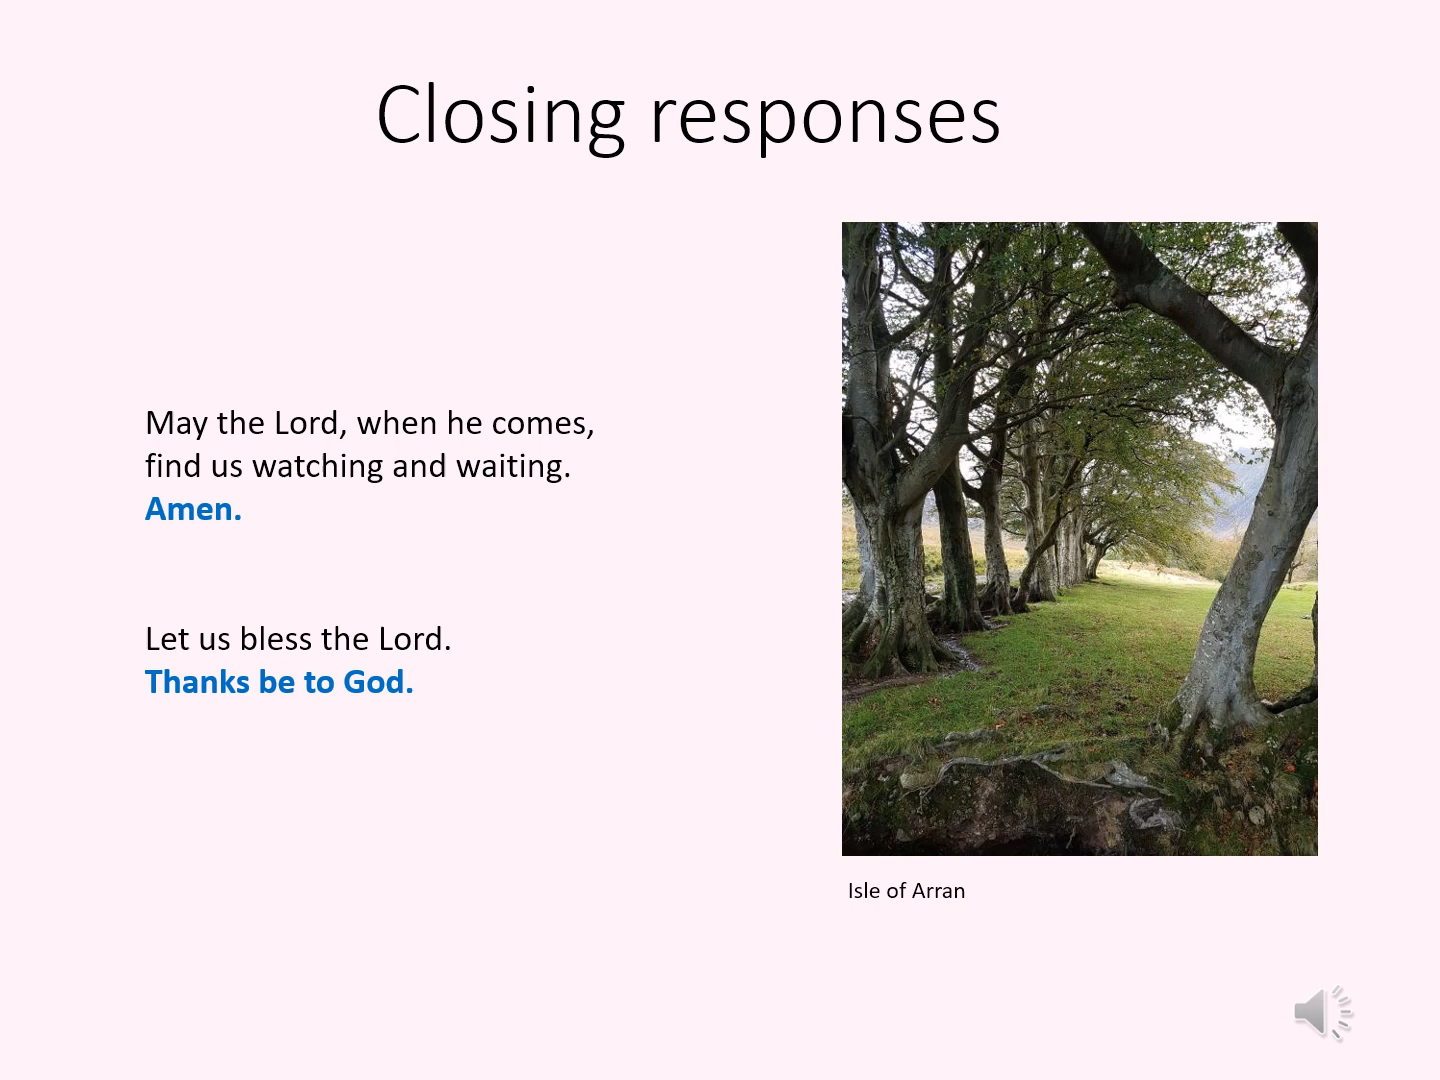 Closing responses
May the Lord, when he comes,
find us watching and waiting.
Amen.
Let us bless the Lord.
Thanks be to God.
Isle of Arran